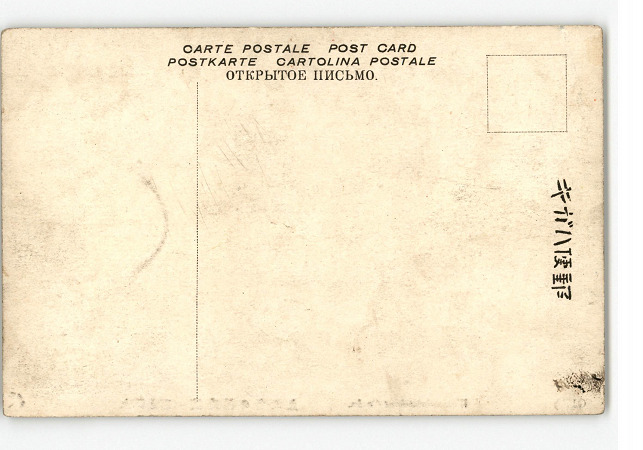 CARTE POSTALE POST CARD
POSTKARTE CARTOLINA POSTALE
ОТКРЫТОЕ ПИСЬМО.
郵便ハガキ